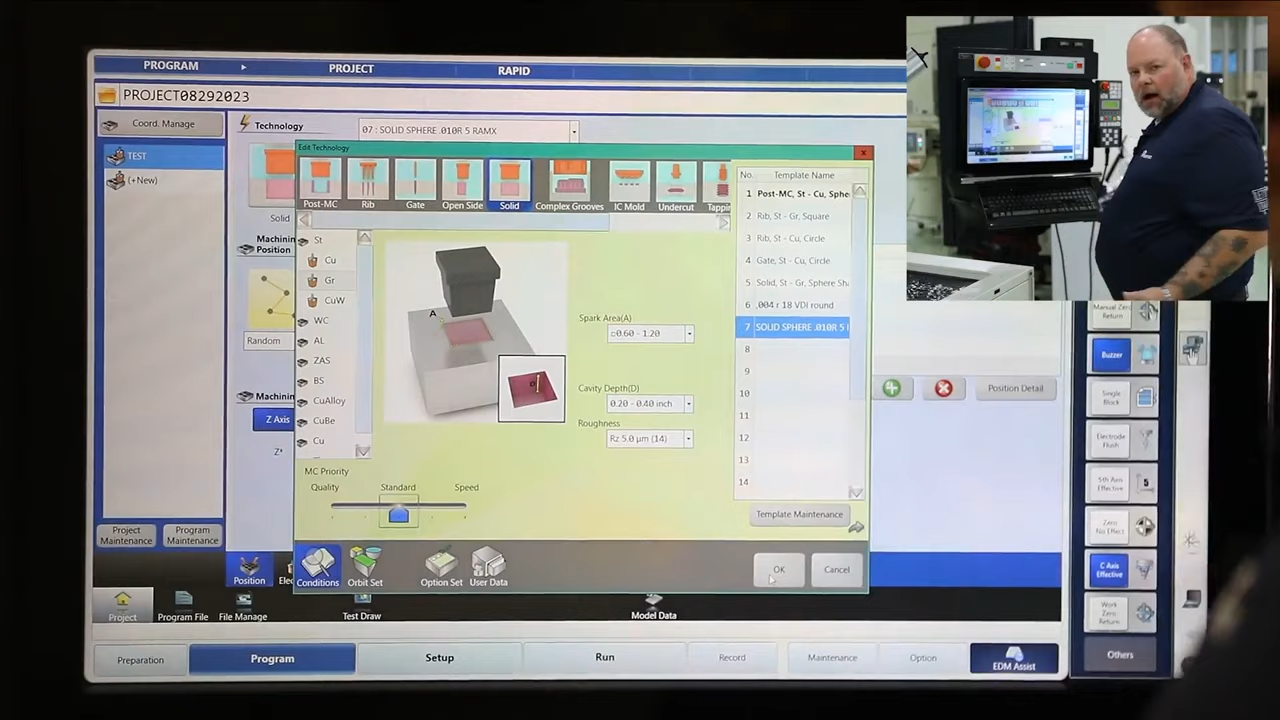 PROGRAM PROJECT RAPID
PROJECT08292023
Coord. Manage
TEST
(+New)
Technology
07 : SOLID SPHERE .010R 5 RAMX
Edit Technology
Post-MC Rib Gate Open Side Solid Complex Grooves IC Mold Undercut
Solid
Machining
Position
Random
Z Axis
St
Cu
Gr
CuW
WC
AL
ZAS
BS
CuAlloy
CuBe
Cu
A
D
Spark Area(A)
□0.60 - 1.20
Cavity Depth(D)
0.20 - 0.40 inch
Roughness
Rz 5.0 µm (14)
MC Priority
Quality Standard Speed
No. Template Name
1 Post-MC, St - Cu,
2 Rib, St - Gr, Square
3 Rib, St - Cu, Circle
4 Gate, St - Cu, Circle
5 Solid, St - Gr, Sphere
6 ,004 r 18 VDI round
7 SOLID SPHERE .010R 5
8
9
10
11
12
13
14
Template Maintenance
Conditions Orbit Set Option Set User Data
OK Cancel
Position Detail
Project Maintenance
Program Maintenance
Position
Project Program File File Manage Test Draw Model Data
Preparation Program Setup Run Record Maintenance Option EDM Assist
Manual Zero Return
Buzzer
Single Block
Electrode Flush
5th Axis Effective
5
Zero No Effect
C Axis Effective
Work Zero Return
Others